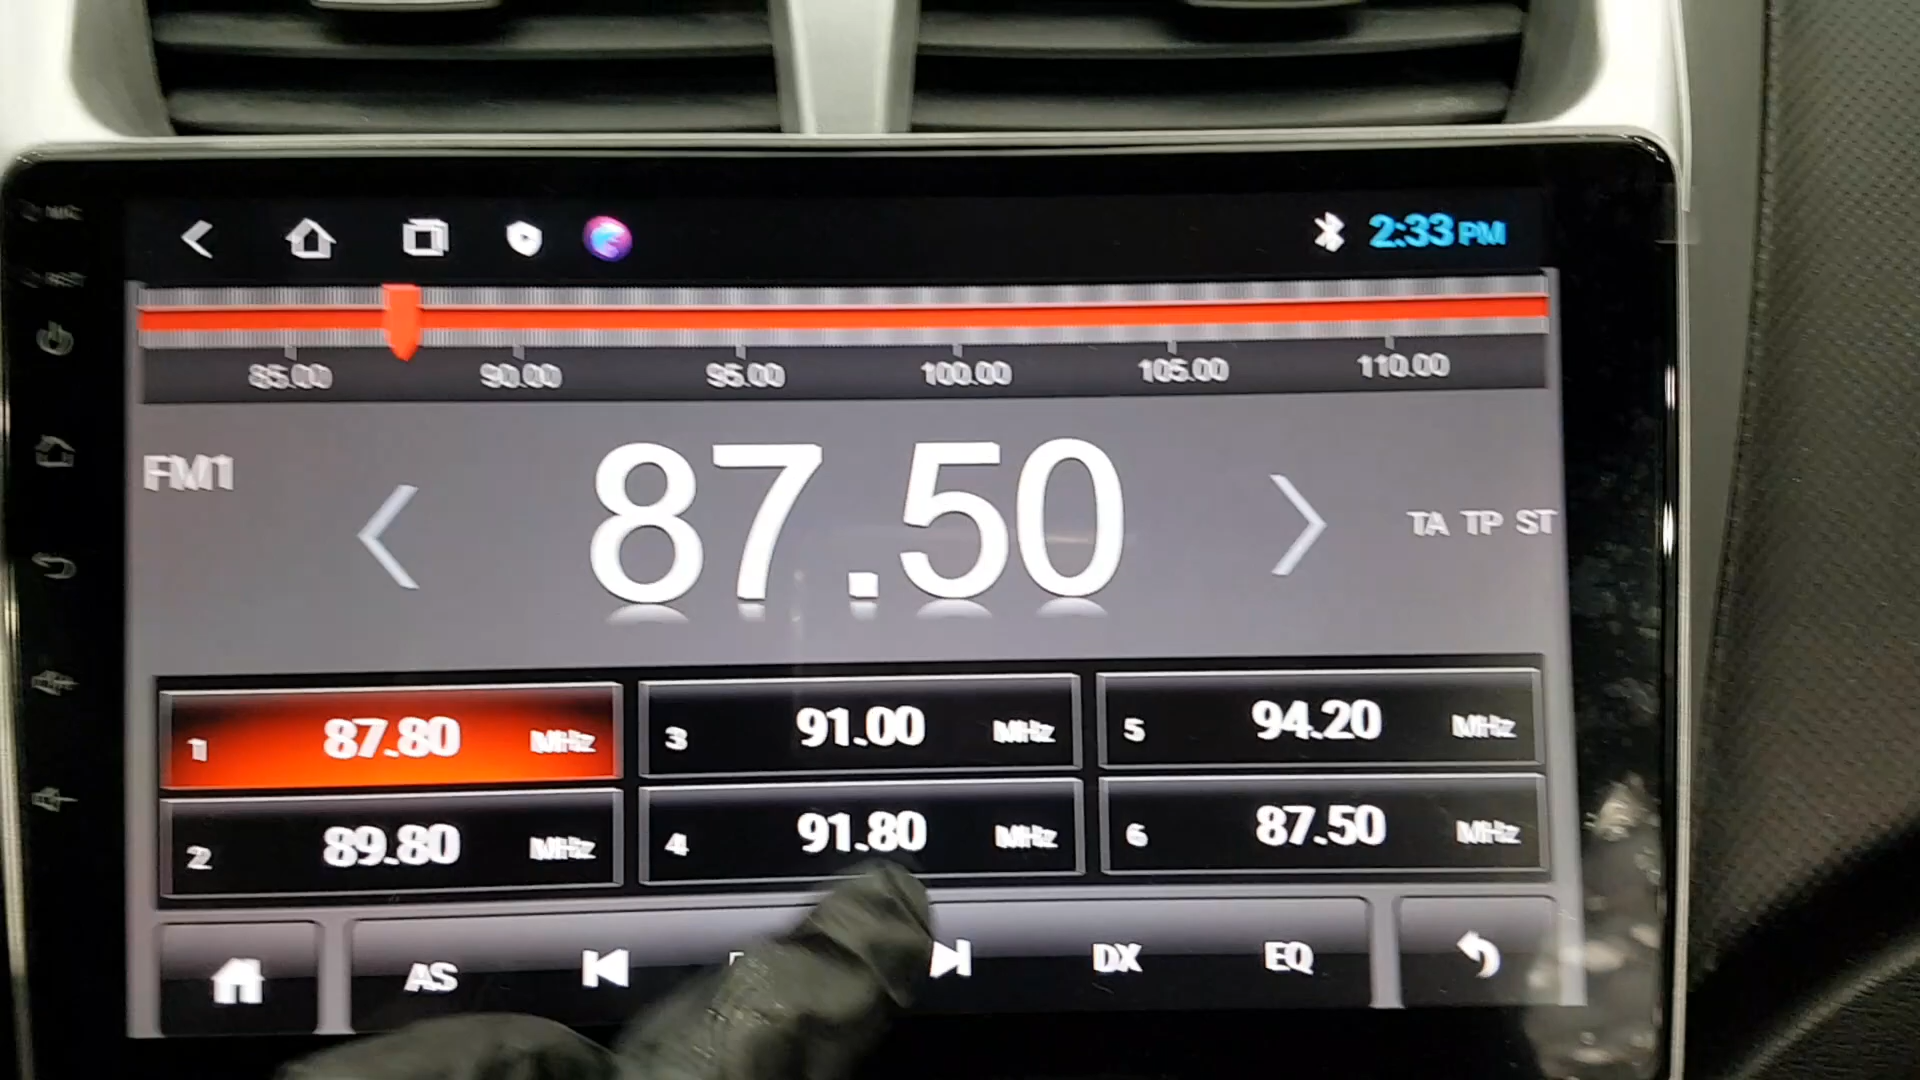 2:33 PM
85.00 90.00 95.00 100.00 105.00 110.00
FM1
87.50
TA TP ST
1 87.80 MHz
3 91.00 MHz
5 94.20 MHz
2 89.80 MHz
4 91.80 MHz
6 87.50 MHz
AS DX EQ